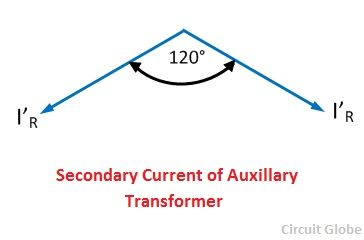 120°
I'R
I'R
Secondary Current of Auxillary
Transformer
Circuit Globe